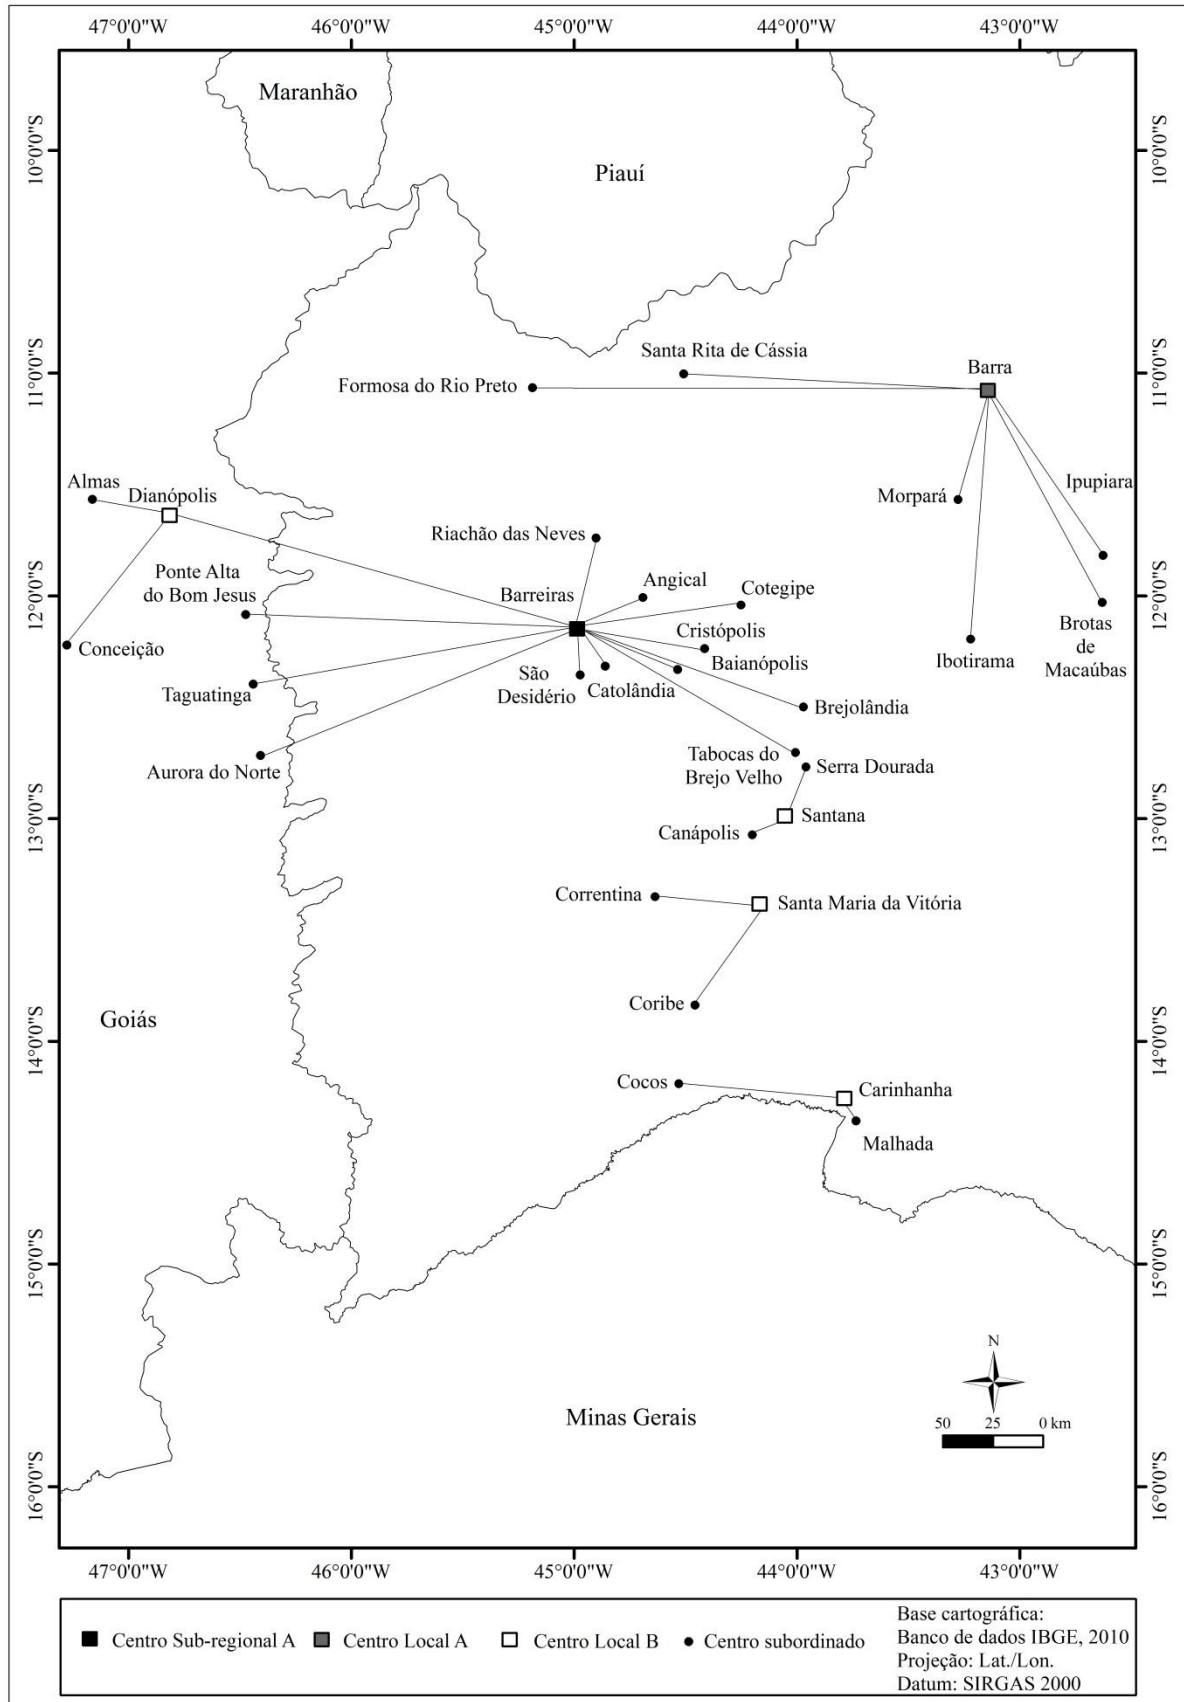 47°0'0"W
46°0'0"W
45°0'0"W
44°0'0"W
43°0'0"W
Maranhão
10°0'0"S
10°0'0"S
Piauí
Santa Rita de Cássia
Barra
11°0'0"S
Formosa do Rio Preto
11°0'0"S
Almas
Dianópolis
Morpará
Ipupiara
Riachão das Neves
Ponte Alta
do Bom Jesus
Barreiras
Angical
Cotegipe
12°0'0"S
12°0'0"S
Cristópolis
Brotas
de
Macaúbas
Conceição
Baianópolis
Ibotirama
Taguatinga
São
Desidério
Catolândia
Brejolândia
Aurora do Norte
Tabocas do
Brejo Velho
Serra Dourada
13°0'0"S
Santana
13°0'0"S
Canápolis
Correntina
Santa Maria da Vitória
Coribe
Goiás
14°0'0"S
14°0'0"S
Cocos
Carinhanha
Malhada
15°0'0"S
15°0'0"S
N
Minas Gerais
50 25 0 km
16°0'0"S
16°0'0"S
47°0'0"W
46°0'0"W
45°0'0"W
44°0'0"W
43°0'0"W
Centro Sub-regional A
Centro Local A
Centro Local B
Centro subordinado
Base cartográfica:
Banco de dados IBGE, 2010
Projeção: Lat./Lon.
Datum: SIRGAS 2000